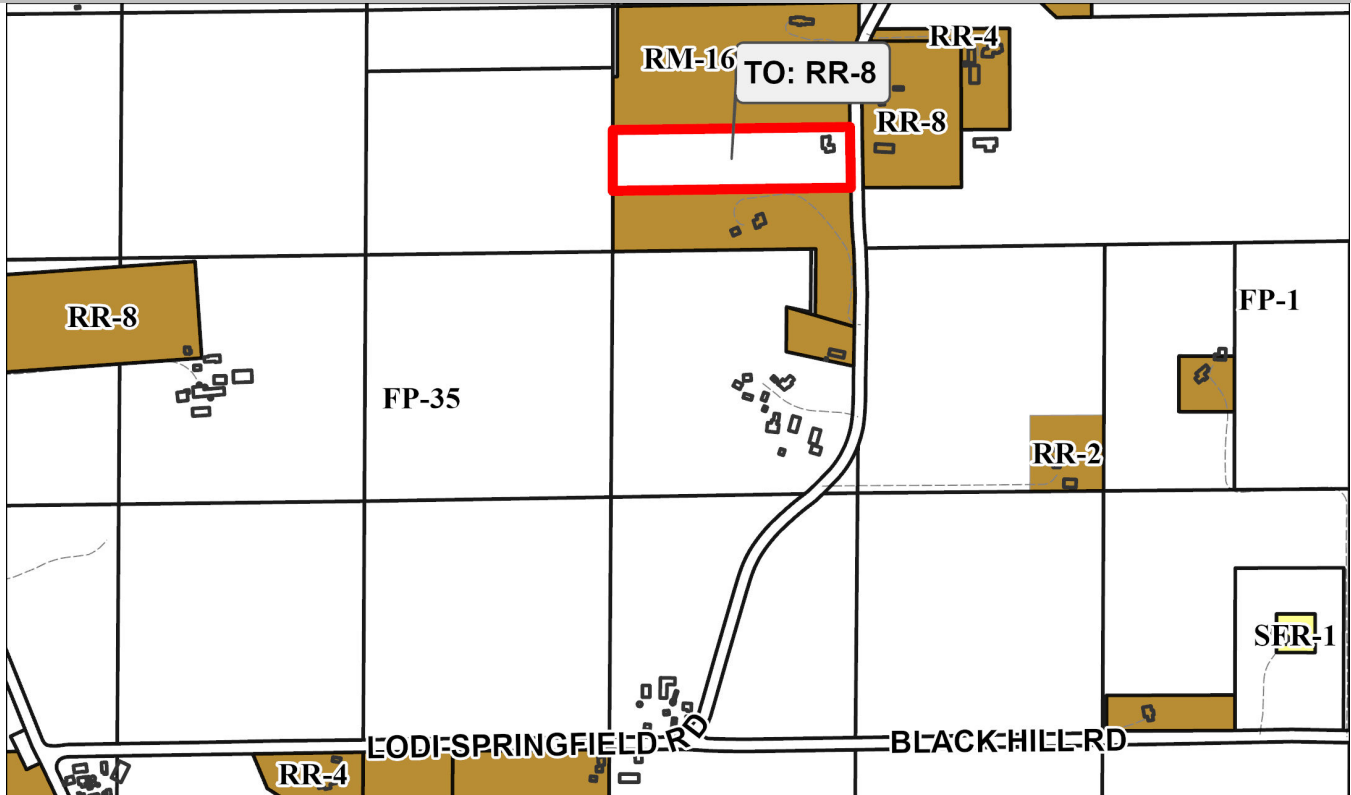 RR-4
RM-16
TO: RR-8
RR-8
FP-1
RR-8
FP-35
RR-2
SFR-1
LODI-SPRINGFIELD RD
BLACK HILL RD
RR-4